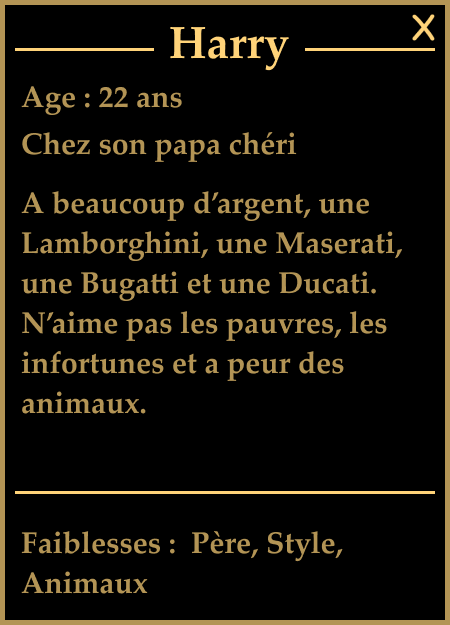 Harry
X
Age : 22 ans
Chez son papa chéri
A beaucoup d'argent, une
Lamborghini, une Maserati,
une Bugatti et une Ducati.
N'aime pas les pauvres, les
infortunes et a peur des
animaux.
Faiblesses :  Père, Style,
Animaux